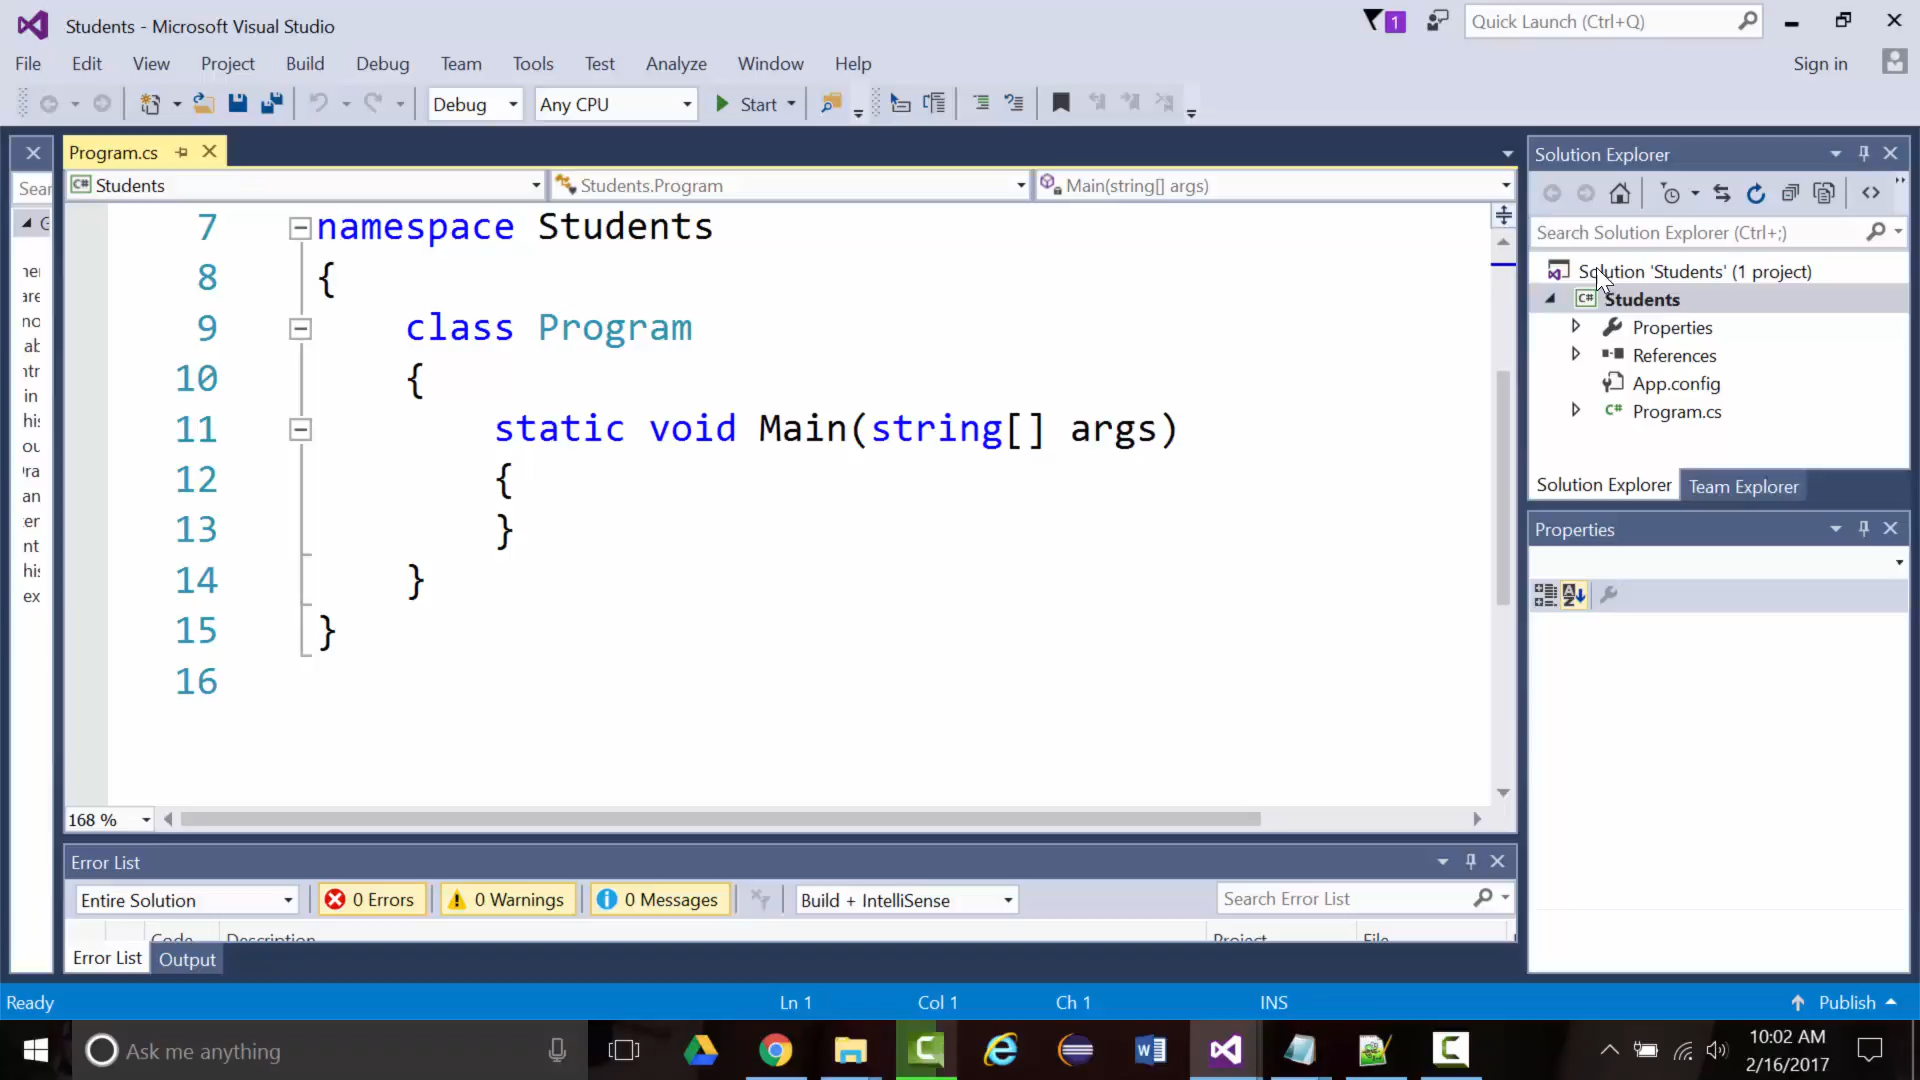 Students - Microsoft Visual Studio
1
Quick Launch (Ctrl+Q)
File Edit View Project Build Debug Team Tools Test Analyze Window Help
Sign in
Debug Any CPU Start
Program.cs
Students Students.Program Main(string[] args)
7 namespace Students
8 {
9 class Program
10 {
11 static void Main(string[] args)
12 {
13 }
14 }
15 }
16
168 %
Error List
Entire Solution 0 Errors 0 Warnings 0 Messages Build + IntelliSense Search Error List
Code Description Project File
Error List Output
Solution Explorer
Search Solution Explorer (Ctrl+;)
Solution 'Students' (1 project)
C# Students
Properties
References
App.config
C# Program.cs
Solution Explorer Team Explorer
Properties
Ready Ln 1 Col 1 Ch 1 INS Publish
Ask me anything
10:02 AM
2/16/2017